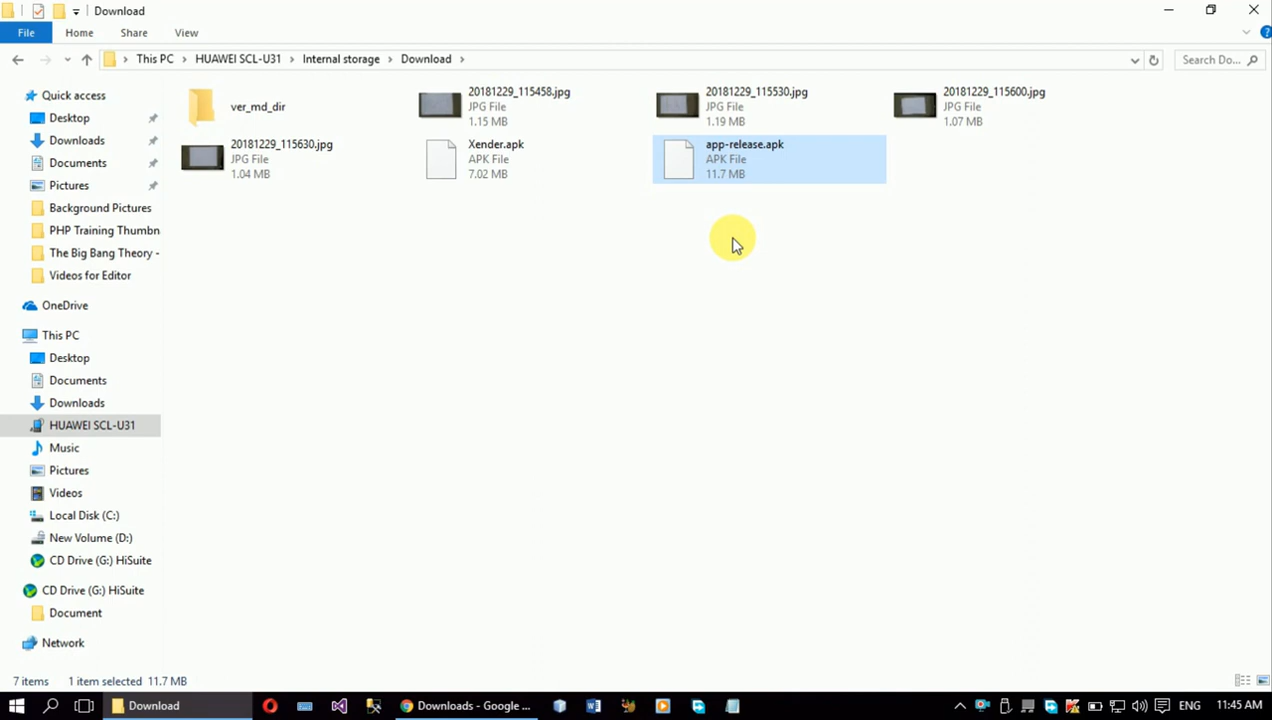 Download
File
Home
Share
View
This PC
HUAWEI SCL-U31
Internal storage
Download
Search Do...
Quick access
Desktop
Downloads
Documents
Pictures
Background Pictures
PHP Training Thumbn
The Big Bang Theory -
Videos for Editor
OneDrive
This PC
Desktop
Documents
Downloads
HUAWEI SCL-U31
Music
Pictures
Videos
Local Disk (C:)
New Volume (D:)
CD Drive (G:) HiSuite
CD Drive (G:) HiSuite
Document
Network
ver_md_dir
20181229_115458.jpg
JPG File
1.15 MB
20181229_115530.jpg
JPG File
1.19 MB
20181229_115600.jpg
JPG File
1.07 MB
20181229_115630.jpg
JPG File
1.04 MB
Xender.apk
APK File
7.02 MB
app-release.apk
APK File
11.7 MB
7 items
1 item selected 11.7 MB
Download
Downloads - Google ...
ENG
11:45 AM